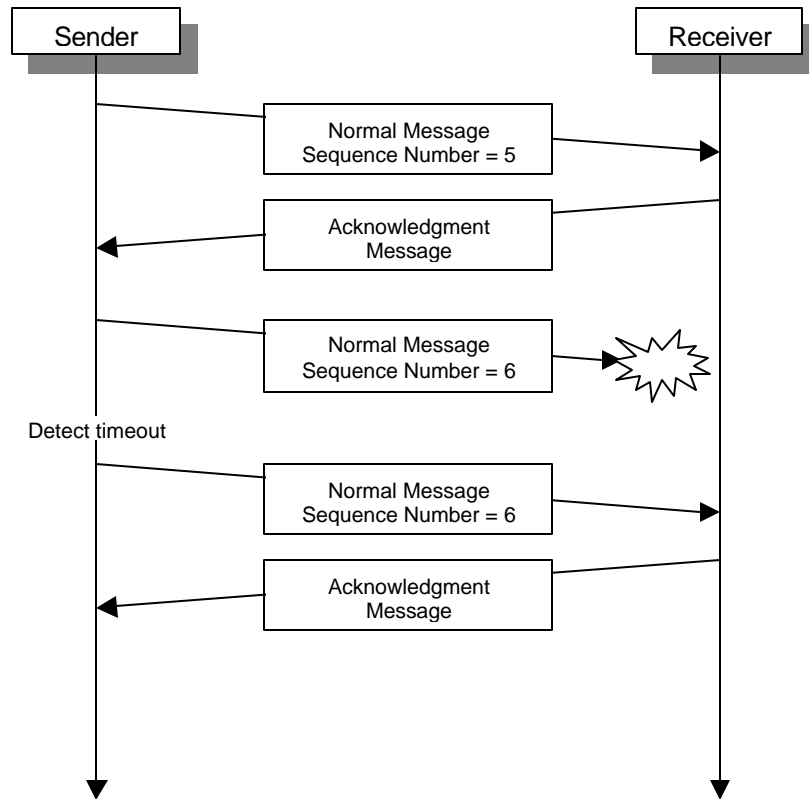 Sender
Receiver
Normal Message
Sequence Number = 5
Acknowledgment
Message
Normal Message
Sequence Number = 6
Detect timeout
Normal Message
Sequence Number = 6
Acknowledgment
Message